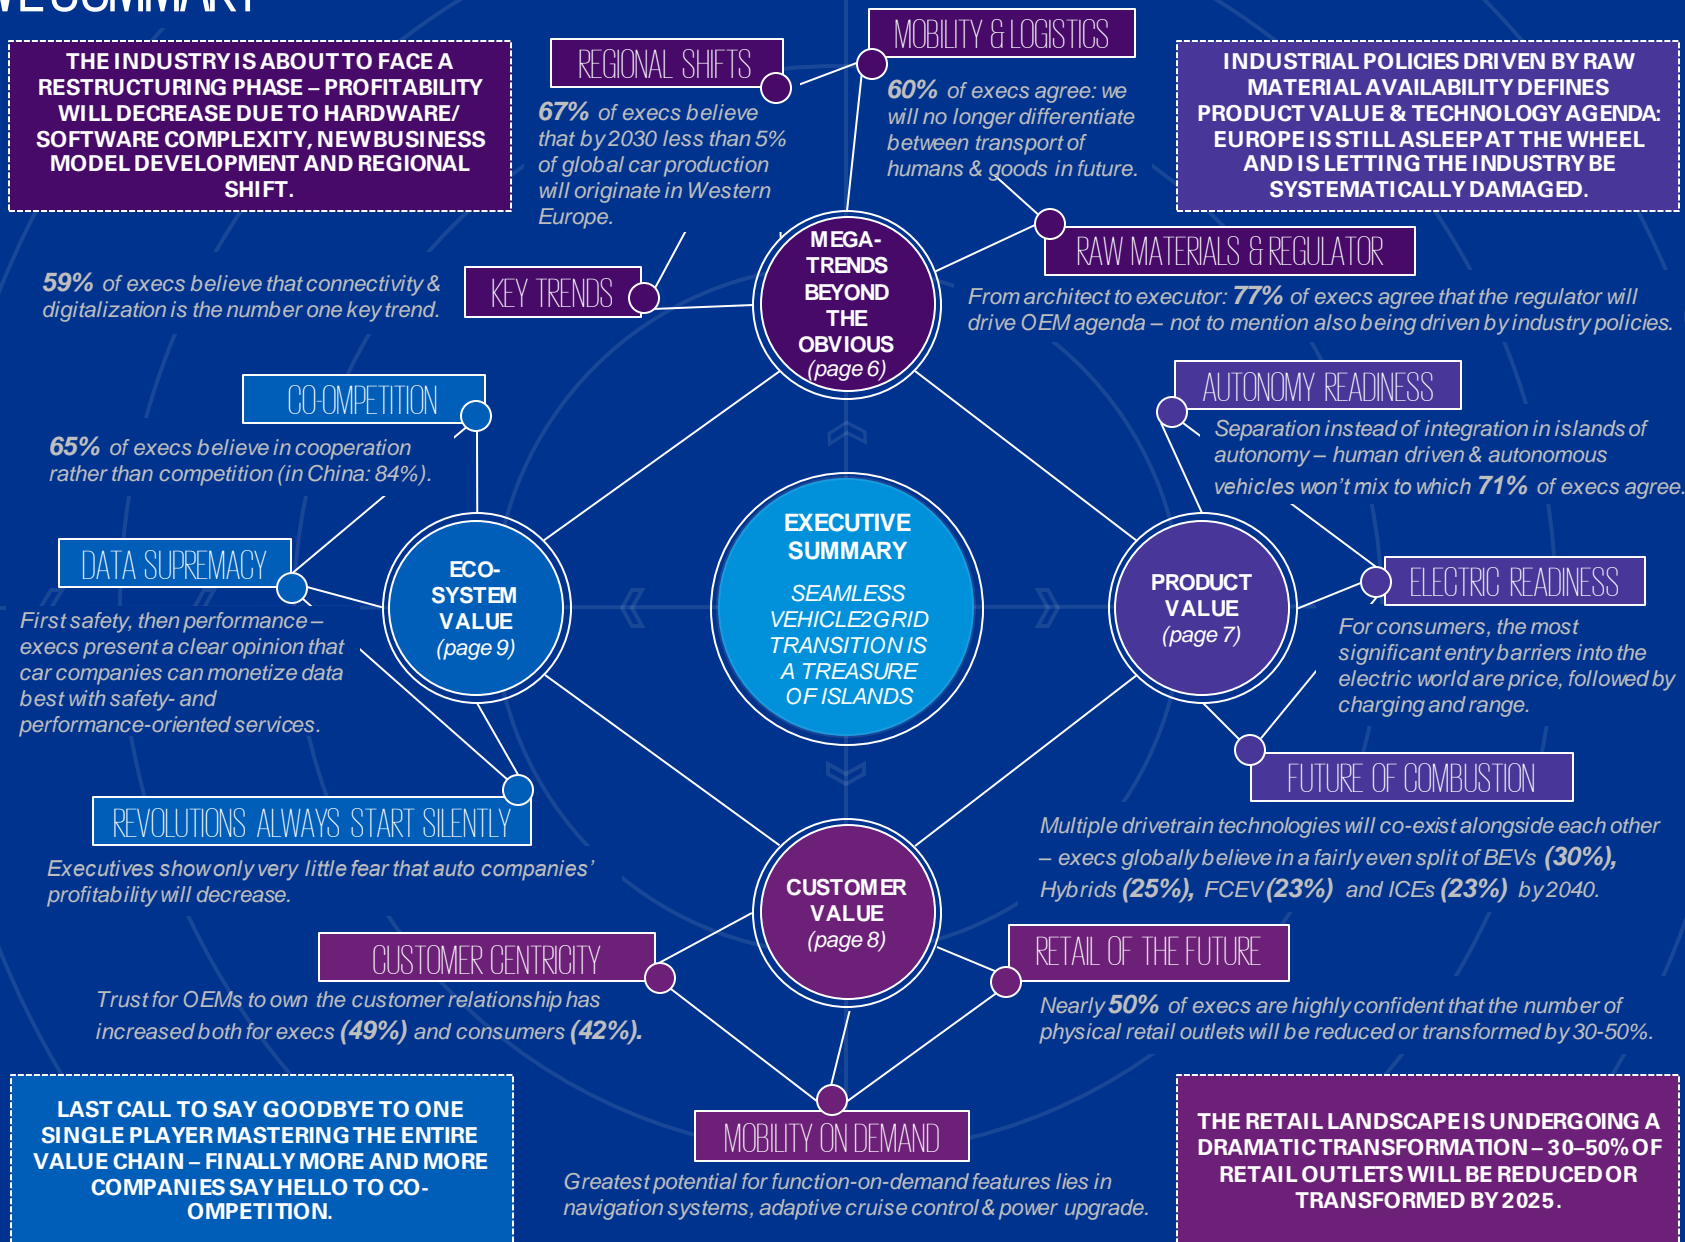 VE SUMMARY
THE INDUSTRY IS ABOUT TO FACE A
RESTRUCTURING PHASE – PROFITABILITY
WILL DECREASE DUE TO HARDWARE/
SOFTWARE COMPLEXITY, NEW BUSINESS
MODEL DEVELOPMENT AND REGIONAL
SHIFT.
REGIONAL SHIFTS
67% of execs believe
that by 2030 less than 5%
of global car production
will originate in Western
Europe.
MOBILITY & LOGISTICS
60% of execs agree: we
will no longer differentiate
between transport of
humans & goods in future.
INDUSTRIAL POLICIES DRIVEN BY RAW
MATERIAL AVAILABILITY DEFINES
PRODUCT VALUE & TECHNOLOGY AGENDA:
EUROPE IS STILL ASLEEP AT THE WHEEL
AND IS LETTING THE INDUSTRY BE
SYSTEMATICALLY DAMAGED.
KEY TRENDS
59% of execs believe that connectivity &
digitalization is the number one key trend.
MEGA-
TRENDS
BEYOND
THE
OBVIOUS
(page 6)
RAW MATERIALS & REGULATOR
From architect to executor: 77% of execs agree that the regulator will
drive OEM agenda – not to mention also being driven by industry policies.
CO-OMPETITION
65% of execs believe in cooperation
rather than competition (in China: 84%).
AUTONOMY READINESS
Separation instead of integration in islands of
autonomy – human driven & autonomous
vehicles won't mix to which 71% of execs agree.
DATA SUPREMACY
First safety, then performance –
execs present a clear opinion that
car companies can monetize data
best with safety- and
performance-oriented services.
ECO-
SYSTEM
VALUE
(page 9)
EXECUTIVE
SUMMARY
SEAMLESS
VEHICLE2GRID
TRANSITION IS
A TREASURE
OF ISLANDS
PRODUCT
VALUE
(page 7)
ELECTRIC READINESS
For consumers, the most
significant entry barriers into the
electric world are price, followed by
charging and range.
REVOLUTIONS ALWAYS START SILENTLY
Executives show only very little fear that auto companies'
profitability will decrease.
FUTURE OF COMBUSTION
Multiple drivetrain technologies will co-exist alongside each other
– execs globally believe in a fairly even split of BEVs (30%),
Hybrids (25%), FCEV (23%) and ICEs (23%) by 2040.
CUSTOMER
VALUE
(page 8)
CUSTOMER CENTRICITY
Trust for OEMs to own the customer relationship has
increased both for execs (49%) and consumers (42%).
RETAIL OF THE FUTURE
Nearly 50% of execs are highly confident that the number of
physical retail outlets will be reduced or transformed by 30-50%.
LAST CALL TO SAY GOODBYE TO ONE
SINGLE PLAYER MASTERING THE ENTIRE
VALUE CHAIN – FINALLY MORE AND MORE
COMPANIES SAY HELLO TO CO-
OMPETITION.
MOBILITY ON DEMAND
Greatest potential for function-on-demand features lies in
navigation systems, adaptive cruise control & power upgrade.
THE RETAIL LANDSCAPE IS UNDERGOING A
DRAMATIC TRANSFORMATION – 30–50% OF
RETAIL OUTLETS WILL BE REDUCED OR
TRANSFORMED BY 2025.